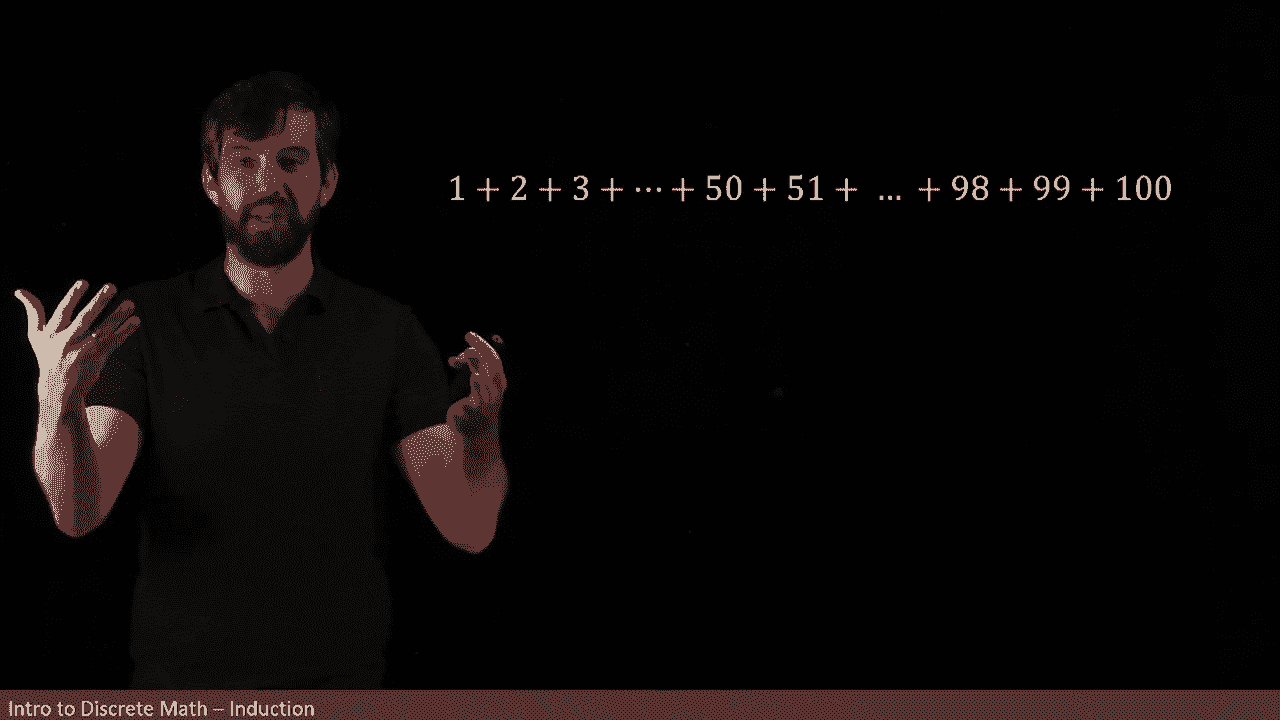 1 + 2 + 3 + ⋯ + 50 + 51 + … + 98 + 99 + 100
Intro to Discrete Math – Induction